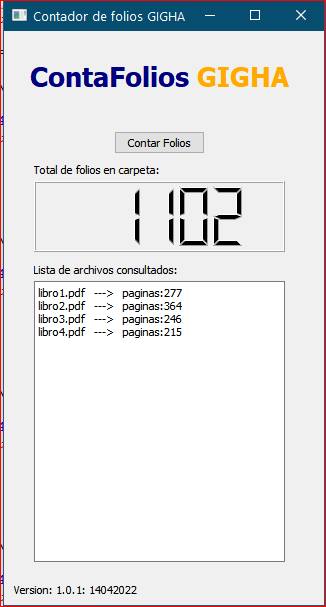 Contador de folios GIGHA
ContaFolios GIGHA
Contar Folios
Total de folios en carpeta:
1102
Lista de archivos consultados:
libro1.pdf ---> paginas:277
libro2.pdf ---> paginas:364
libro3.pdf ---> paginas:246
libro4.pdf ---> paginas:215
Version: 1.0.1: 14042022